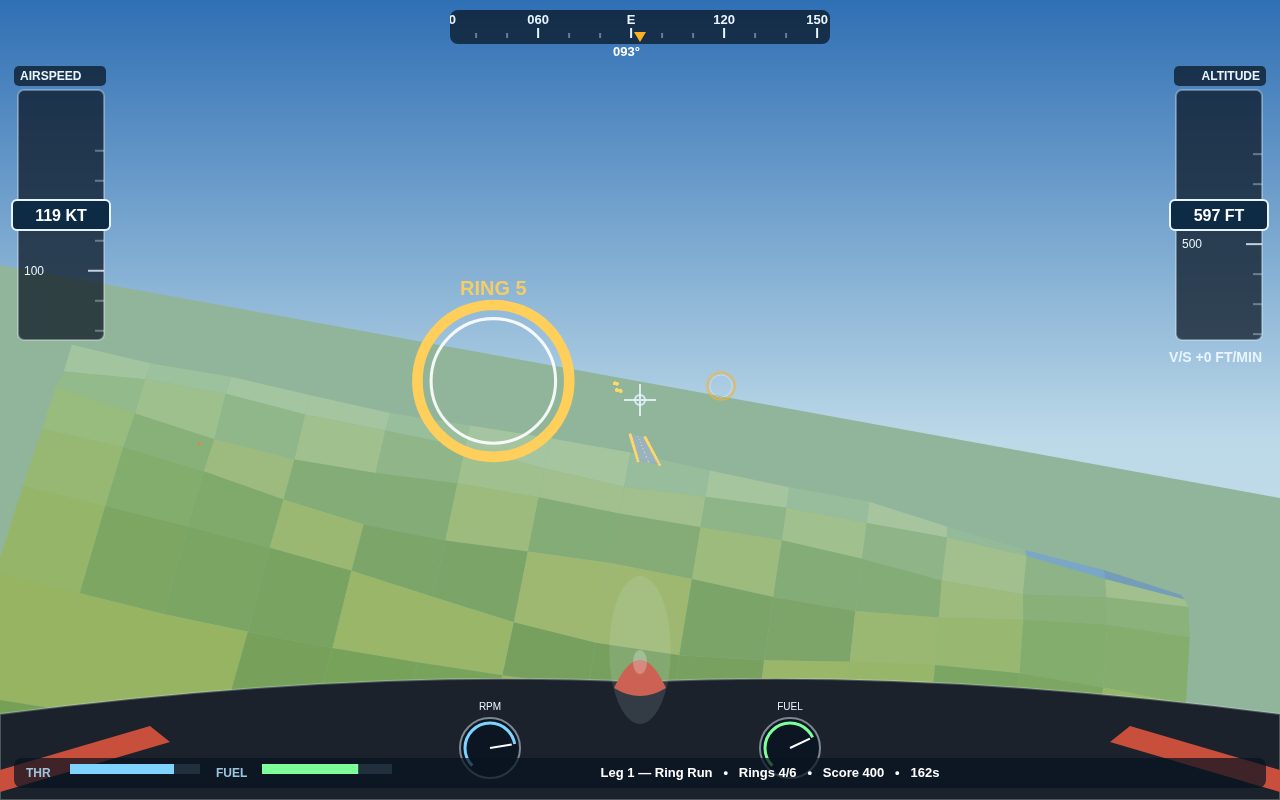 0 060 E 120 150
093°
AIRSPEED
ALTITUDE
119 KT
597 FT
500
100
V/S +0 FT/MIN
RING 5
RPM
FUEL
THR
FUEL
Leg 1 — Ring Run • Rings 4/6 • Score 400 • 162s